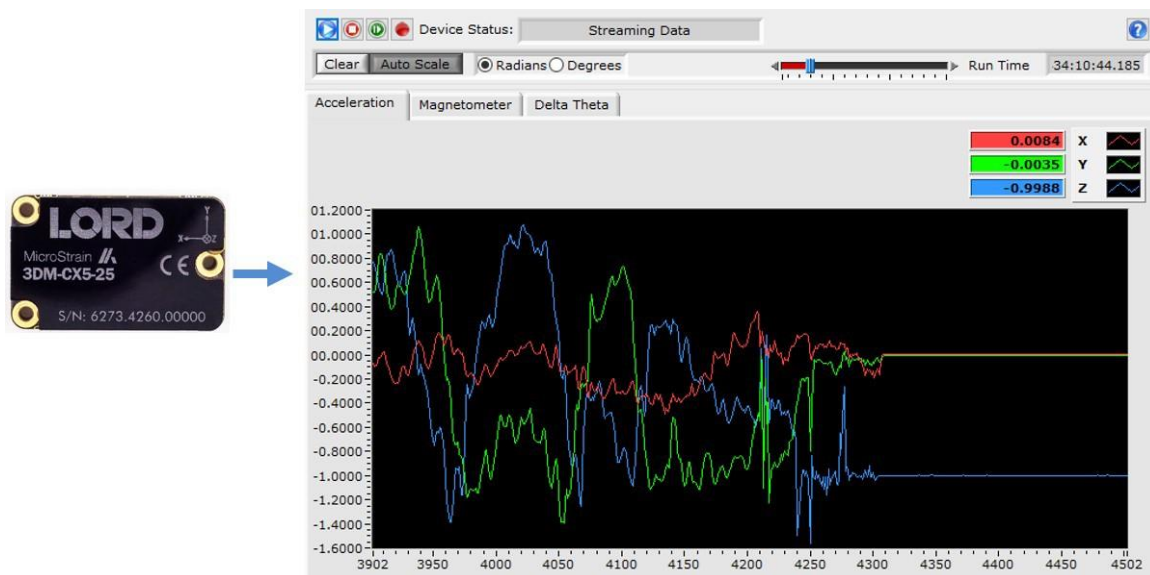 Device Status: Streaming Data
Clear Auto Scale Radians Degrees Run Time 34:10:44.185
Acceleration Magnetometer Delta Theta
0.0084 X
-0.0035 Y
-0.9988 Z
LORD
Y
X Z
MicroStrain
3DM-CX5-25
CE
S/N: 6273.4260.00000
01.2000
01.0000
00.8000
00.6000
00.4000
00.2000
00.0000
-0.2000
-0.4000
-0.6000
-0.8000
-1.0000
-1.2000
-1.4000
-1.6000
3902 3950 4000 4050 4100 4150 4200 4250 4300 4350 4400 4450 4502